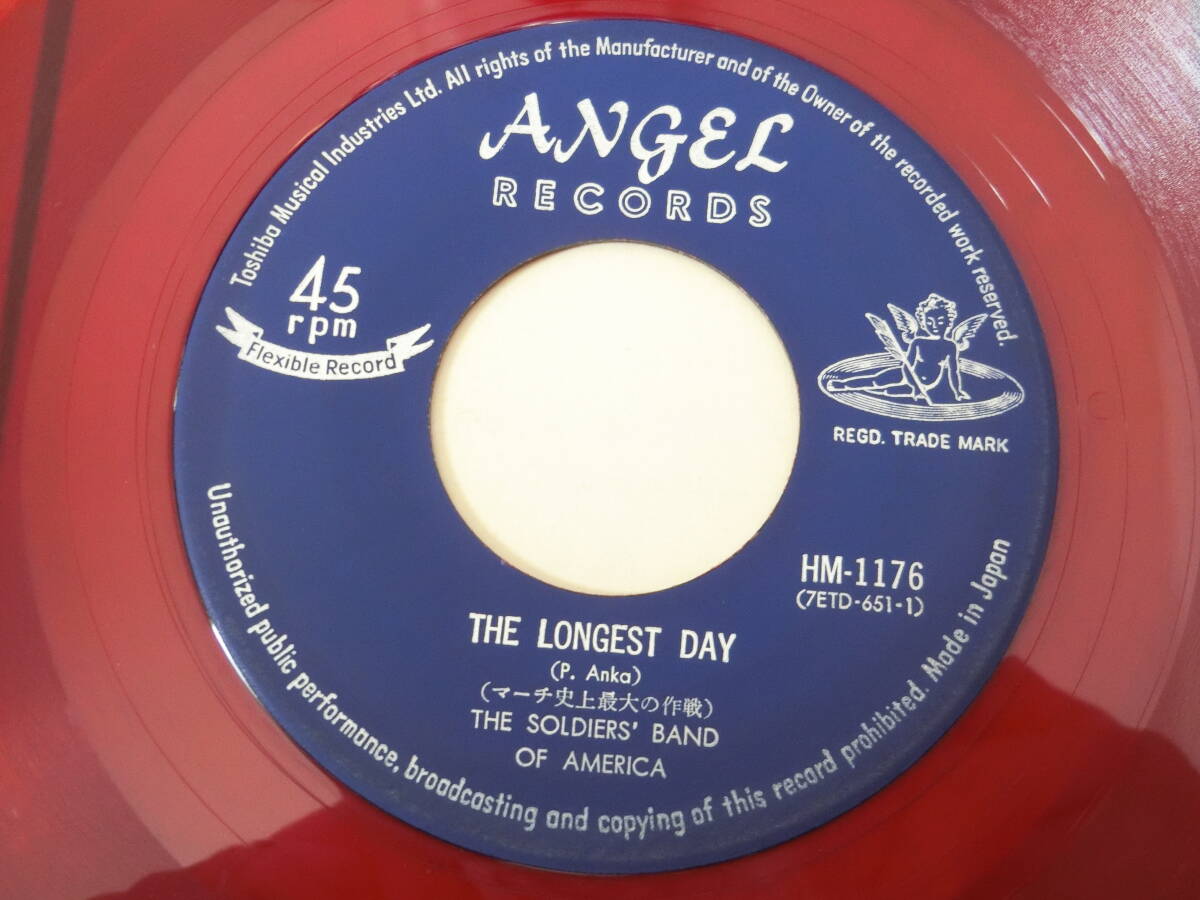 Toshiba Musical Industries Ltd. All rights of the Manufacturer and of the Owner of the recorded work reserved.
ANGEL
RECORDS
45
rpm
Flexible Record
REGD. TRADE MARK
HM-1176
(7ETD-651-1)
THE LONGEST DAY
(P. Anka)
(マーチ史上最大の作戦)
THE SOLDIERS' BAND
OF AMERICA
Unauthorized public performance, broadcasting and copying of this record prohibited. Made in Japan